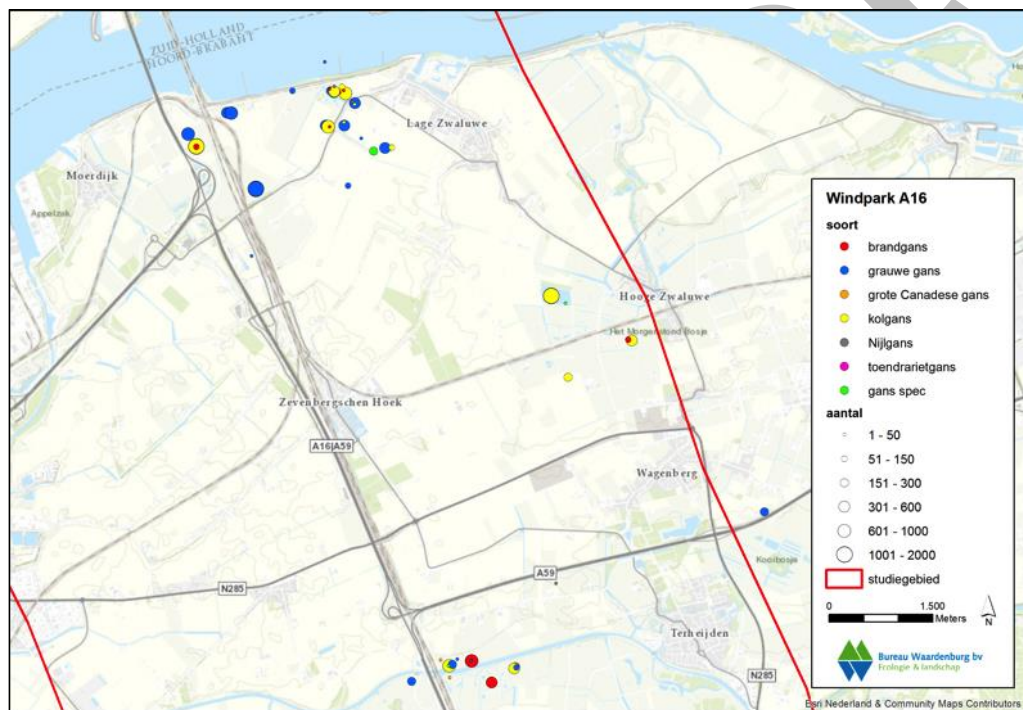 ZUID-HOLLAND
NOORD-BRABANT
Lage Zwaluwe
Moerdijk
Appelzak
Hooge Zwaluwe
Het Morgenstond Bosje
Zevenbergschen Hoek
A16|A59
Wagenberg
Kooibosje
A59
N285
Terheijden
N285
Windpark A16
soort
brandgans
grauwe gans
grote Canadese gans
kolgans
Nijlgans
toendrarietgans
gans spec
aantal
1 - 50
51 - 150
151 - 300
301 - 600
601 - 1000
1001 - 2000
studiegebied
0 1.500
Meters
N
Bureau Waardenburg bv
Ecologie & landschap
Esri Nederland & Community Maps Contributors